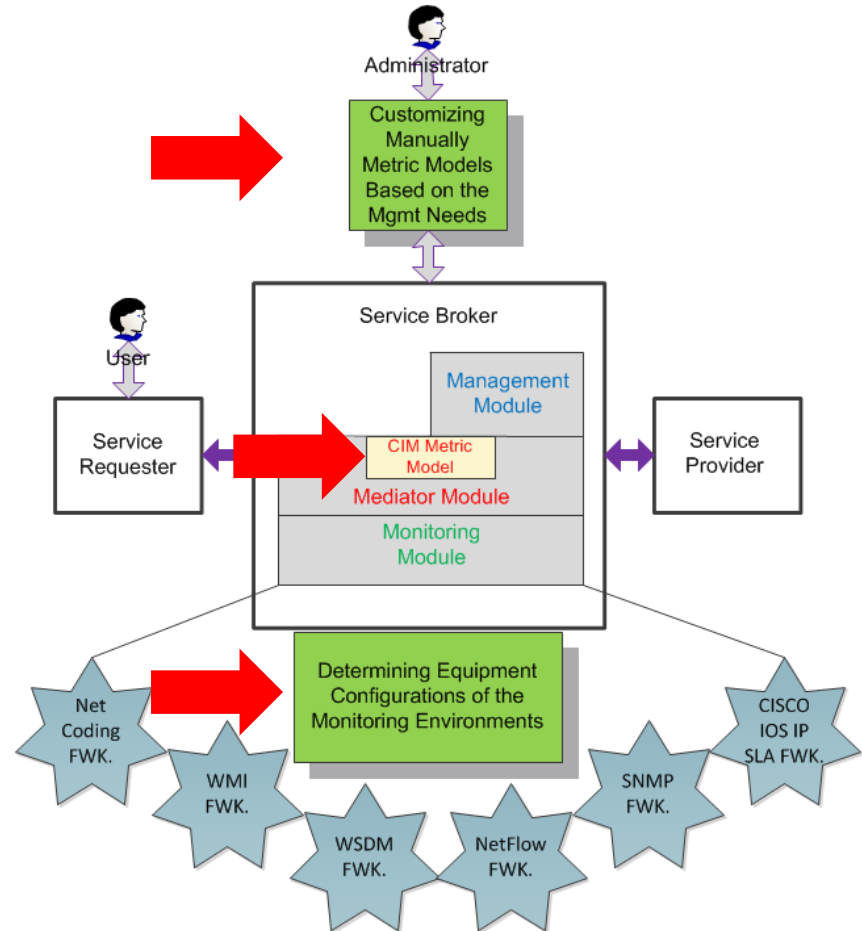 Administrator
Customizing
Manually
Metric Models
Based on the
Mgmt Needs
Service Broker
User
Management
Module
Service
Requester
CIM Metric
Model
Service
Provider
Mediator Module
Monitoring
Module
Determining Equipment
Configurations of the
Monitoring Environments
Net
Coding
FWK.
WMI
FWK.
WSDM
FWK.
NetFlow
FWK.
SNMP
FWK.
CISCO
IOS IP
SLA FWK.